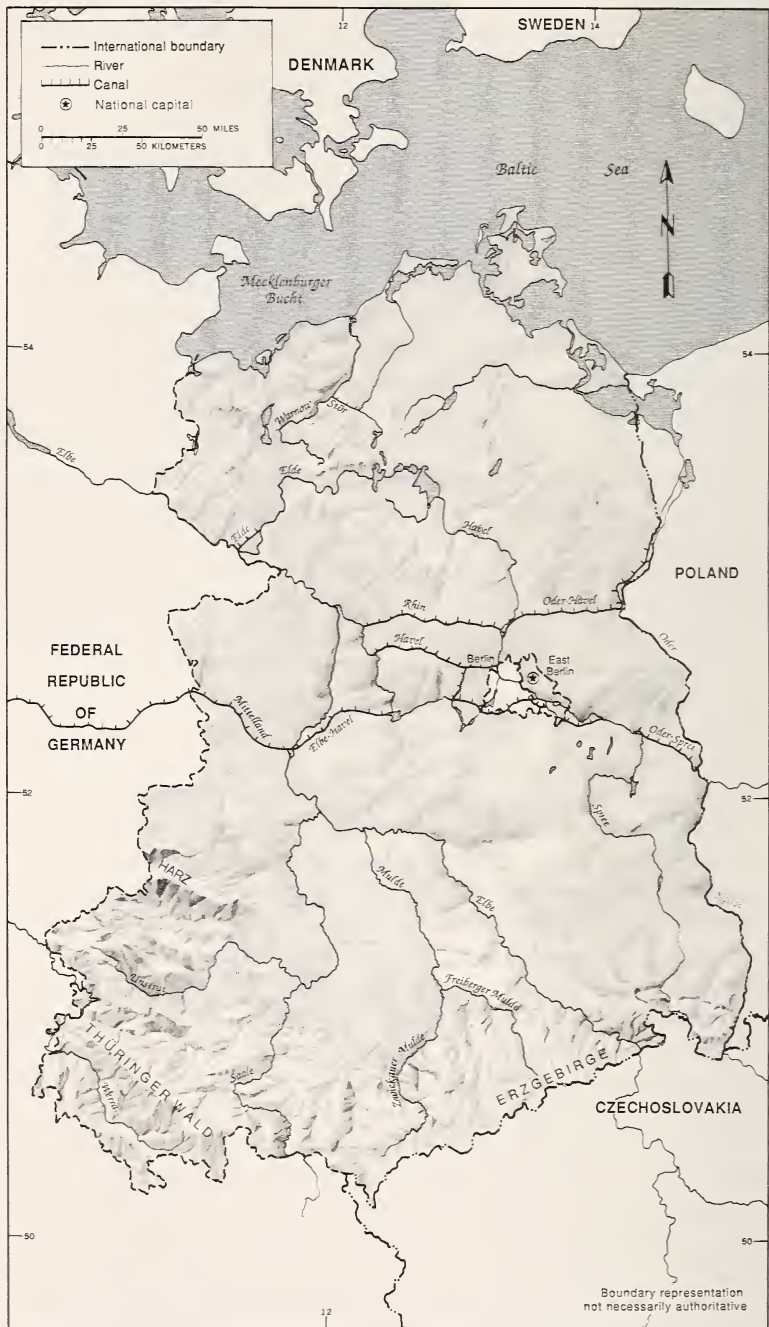 International boundary
River
Canal
National capital
0 25 50 MILES
0 25 50 KILOMETERS
12
SWEDEN
14
DENMARK
Baltic Sea
N
Mecklenburger
Bucht
54
54
Warnow
Stör
Elbe
Elde
Elde
Havel
POLAND
Rhin
Oder-Havel
Oder
Havel
Berlin
East
Berlin
FEDERAL
REPUBLIC
OF
GERMANY
Mittelland
Elbe-Havel
Oder-Spree
52
52
Spree
HARZ
Mulde
Elbe
Unstrut
Freiberger Mulde
THÜRINGER WALD
Saale
Zwickauer Mulde
ERZGEBIRGE
Werra
CZECHOSLOVAKIA
50
50
Boundary representation
not necessarily authoritative
12